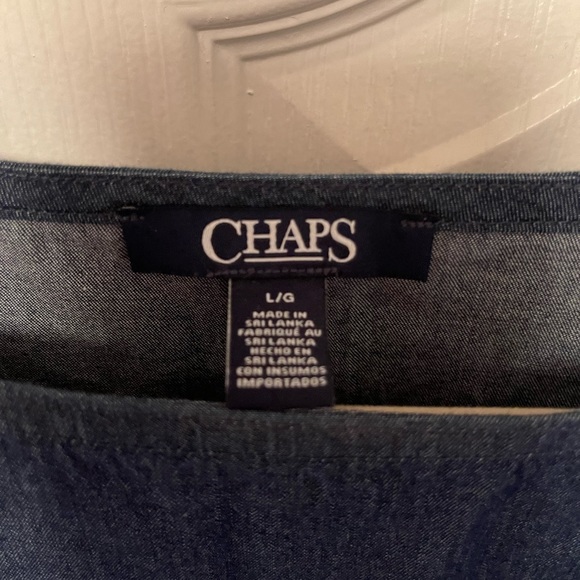 CHAPS
L/G
MADE IN
SRI LANKA
FABRIQUÉ AU
SRI LANKA
HECHO EN
SRI LANKA
CON INSUMOS
IMPORTADOS